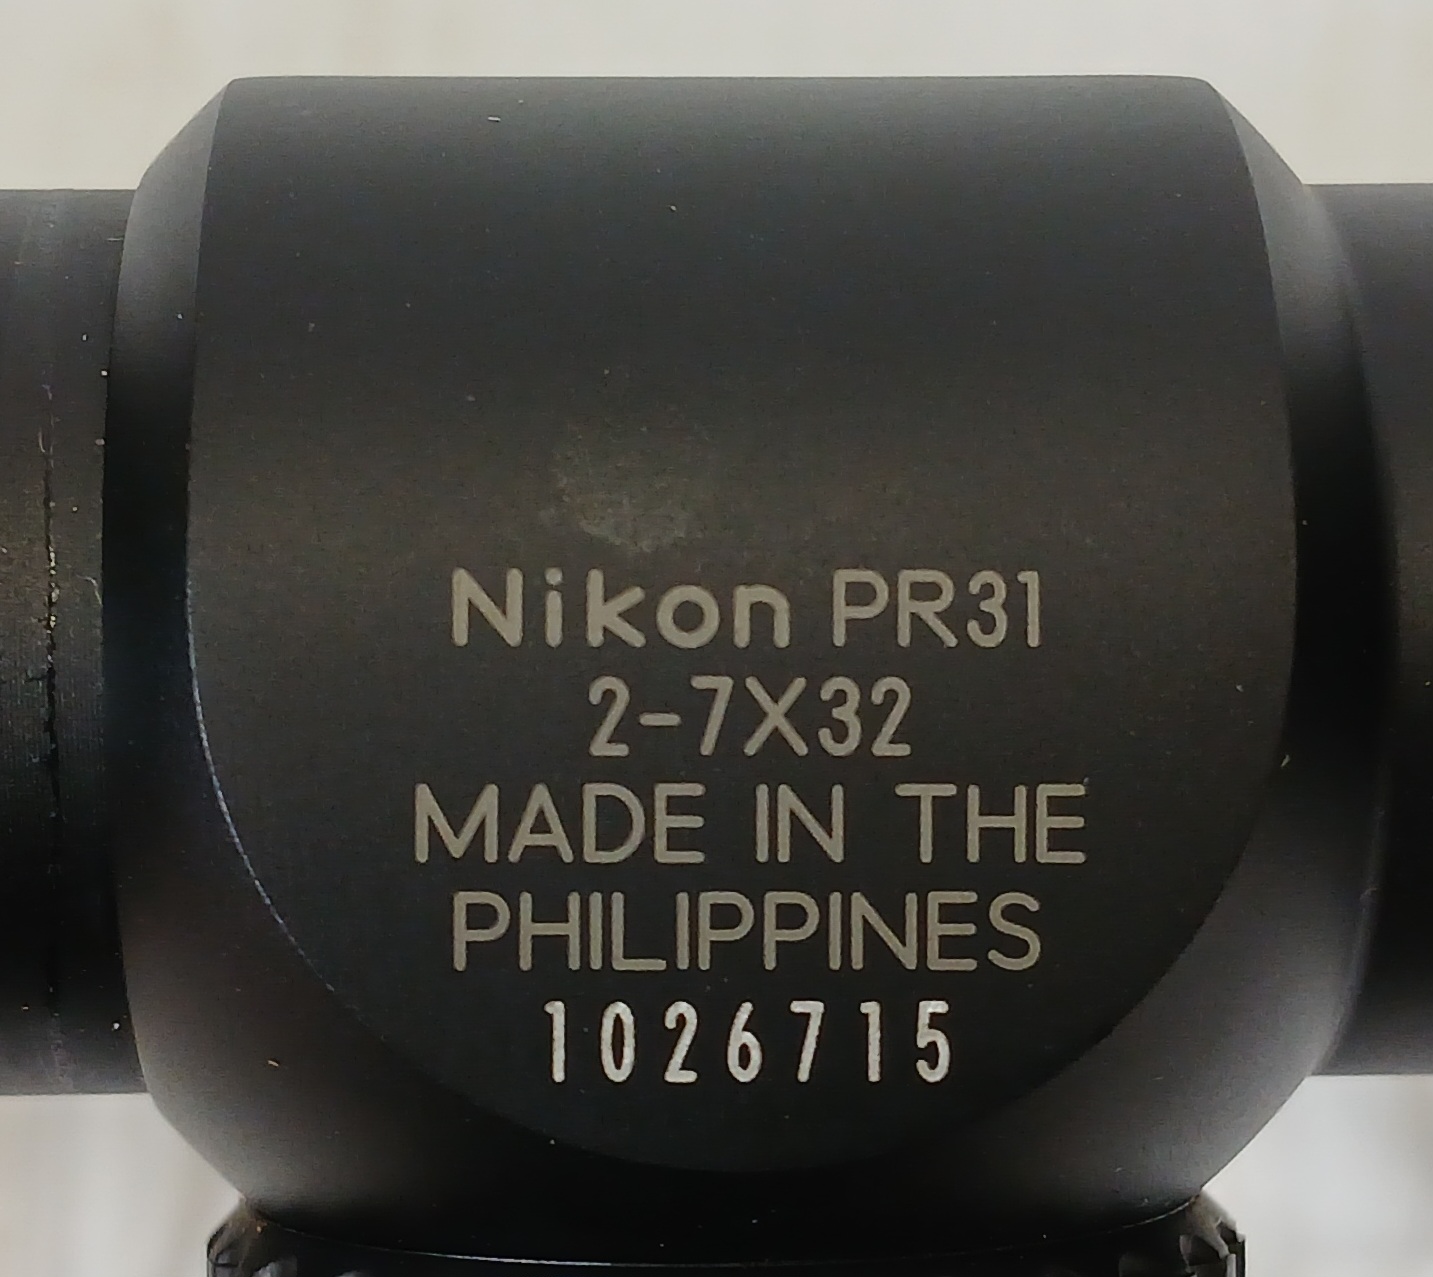 Nikon PR31
2-7X32
MADE IN THE
PHILIPPINES
1026715